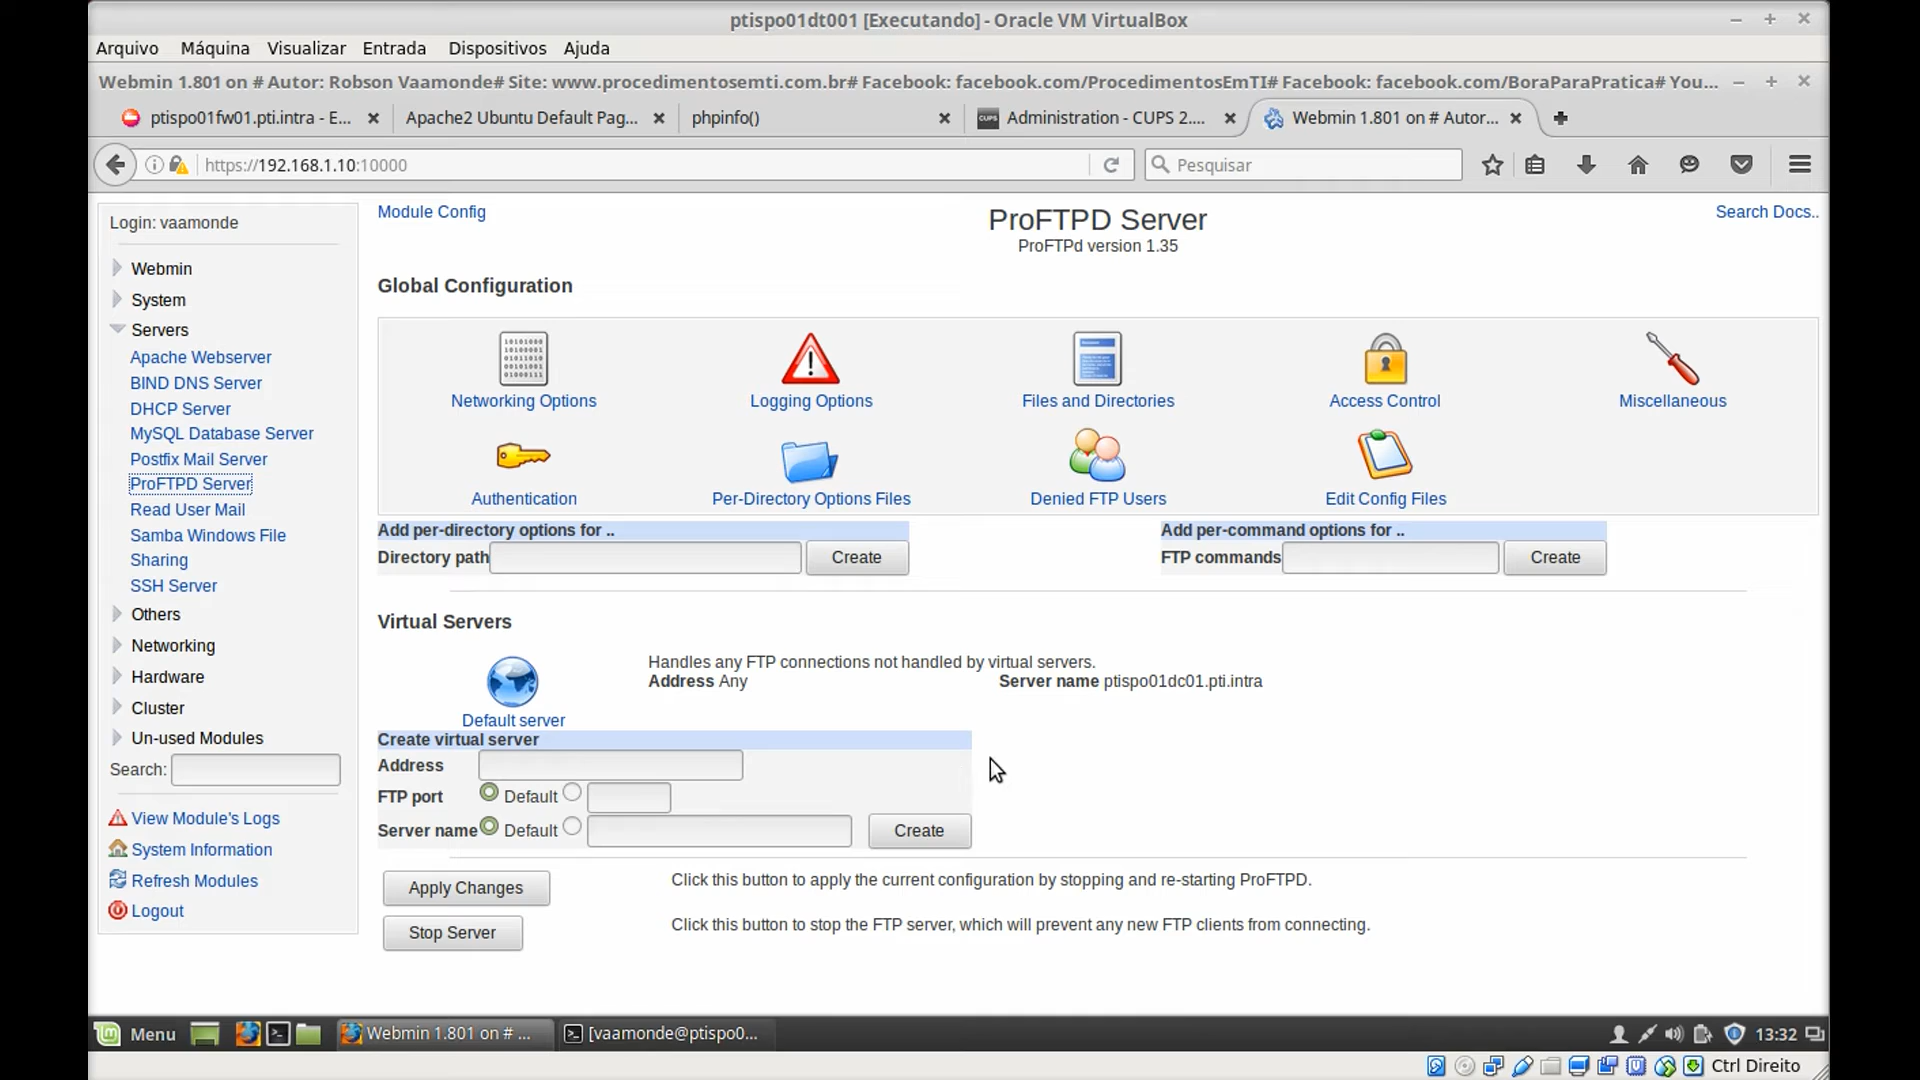 ptispo01dt001 [Executando] - Oracle VM VirtualBox
Arquivo Máquina Visualizar Entrada Dispositivos Ajuda
Webmin 1.801 on # Autor: Robson Vaamonde# Site: www.procedimentosemti.com.br# Facebook: facebook.com/ProcedimentosEmTI# Facebook: facebook.com/BoraParaPratica# You...
ptispo01fw01.pti.intra - E... Apache2 Ubuntu Default Pag... phpinfo() CUPS Administration - CUPS 2.... Webmin 1.801 on # Autor...
https://192.168.1.10:10000 Pesquisar
Login: vaamonde
Webmin
System
Servers
Apache Webserver
BIND DNS Server
DHCP Server
MySQL Database Server
Postfix Mail Server
ProFTPD Server
Read User Mail
Samba Windows File
Sharing
SSH Server
Others
Networking
Hardware
Cluster
Un-used Modules
Search:
View Module's Logs
System Information
Refresh Modules
Logout
Module Config
ProFTPD Server
Search Docs..
ProFTPd version 1.35
Global Configuration
Networking Options Logging Options Files and Directories Access Control Miscellaneous
Authentication Per-Directory Options Files Denied FTP Users Edit Config Files
Add per-directory options for .. Add per-command options for ..
Directory path Create FTP commands Create
Virtual Servers
Handles any FTP connections not handled by virtual servers.
Address Any Server name ptispo01dc01.pti.intra
Default server
Create virtual server
Address
FTP port Default
Server name Default Create
Apply Changes Click this button to apply the current configuration by stopping and re-starting ProFTPD.
Stop Server Click this button to stop the FTP server, which will prevent any new FTP clients from connecting.
Menu Webmin 1.801 on # ... [vaamonde@ptispo0... 13:32
Ctrl Direito